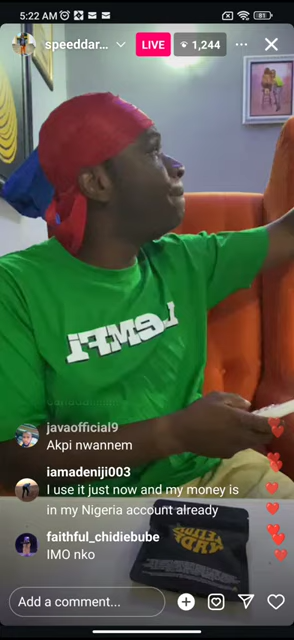 5:22 AM
81
speeddar...
LIVE
1,244
LEMFI
javaofficial9
Akpi nwannem
iamadeniji003
I use it just now and my money is
in my Nigeria account already
faithful_chidiebube
IMO nko
Add a comment...